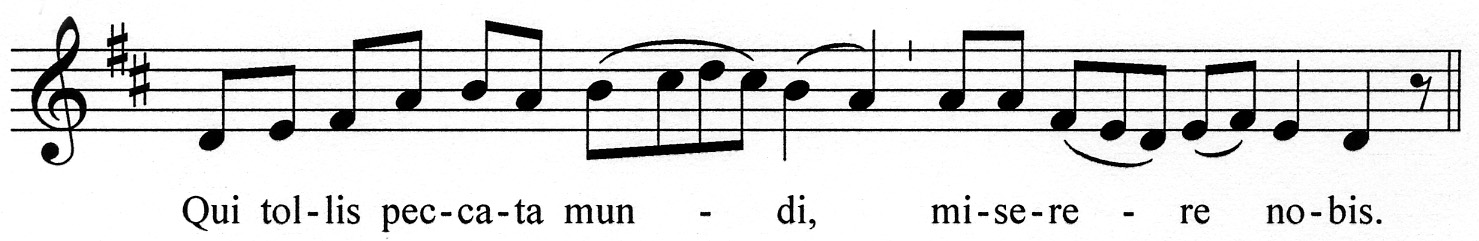 Qui tol-lis pec-ca-ta mun - di, mi-se-re - re no-bis.